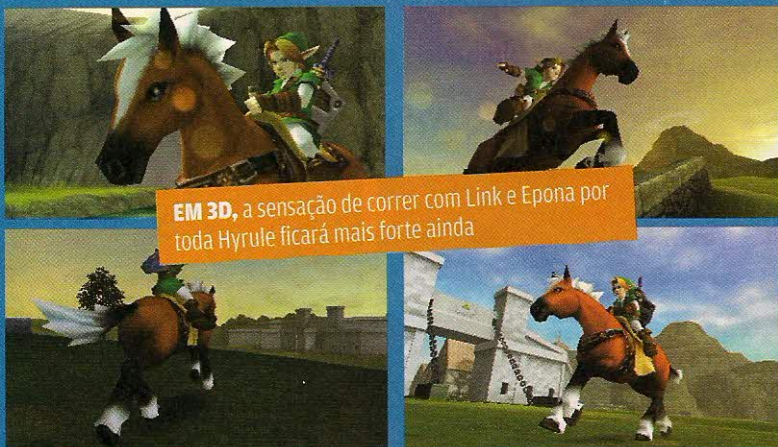 EM 3D, a sensação de correr com Link e Epona por
toda Hyrule ficará mais forte ainda